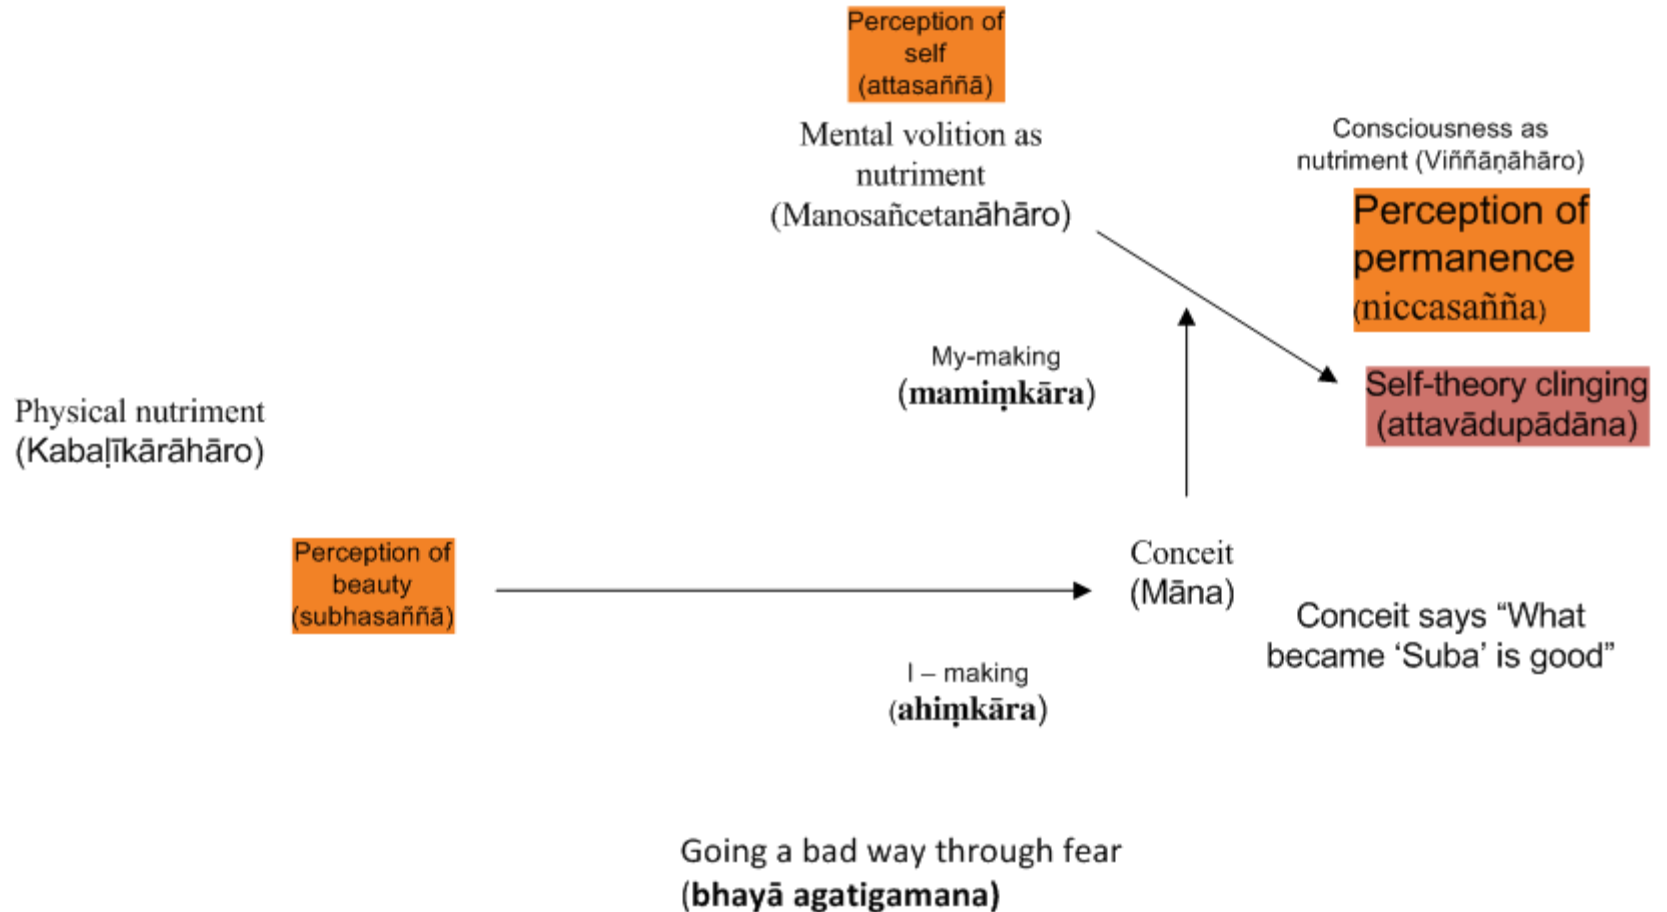 Perception of
self
(attasaññā)
Mental volition as
nutriment
(Manosañcetanāhāro)
Consciousness as
nutriment (Viññāṇāhāro)
Perception of
permanence
(niccasañña)
My-making
(mamiṃkāra)
Self-theory clinging
(attavādupādāna)
Physical nutriment
(Kabaḷīkārāhāro)
Perception of
beauty
(subhasaññā)
Conceit
(Māna)
Conceit says “What
became ‘Suba’ is good”
I – making
(ahiṃkāra)
Going a bad way through fear
(bhayā agatigamana)